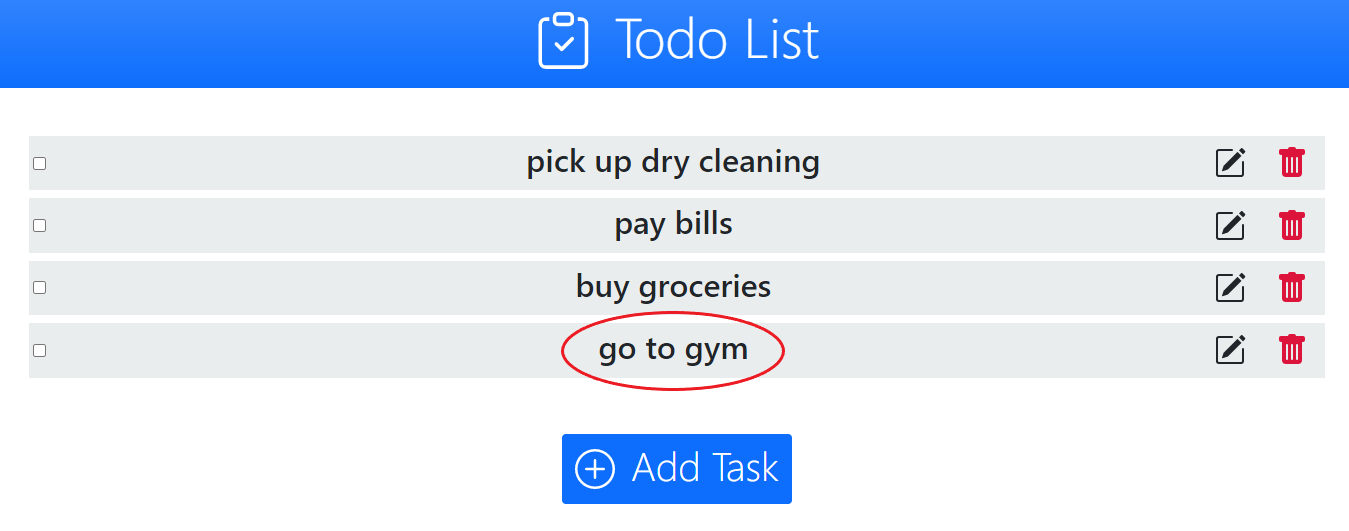 Todo List
pick up dry cleaning
pay bills
buy groceries
go to gym
Add Task